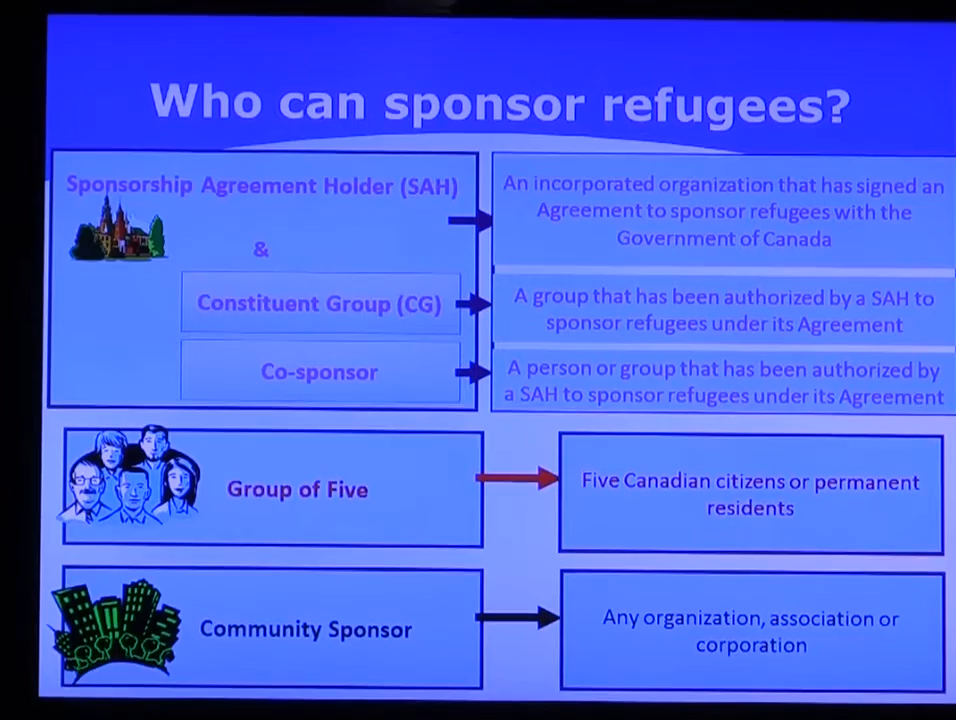 Who can sponsor refugees?
Sponsorship Agreement Holder (SAH)
&
An incorporated organization that has signed an
Agreement to sponsor refugees with the
Government of Canada
Constituent Group (CG)
A group that has been authorized by a SAH to
sponsor refugees under its Agreement
Co-sponsor
A person or group that has been authorized by
a SAH to sponsor refugees under its Agreement
Group of Five
Five Canadian citizens or permanent
residents
Community Sponsor
Any organization, association or
corporation